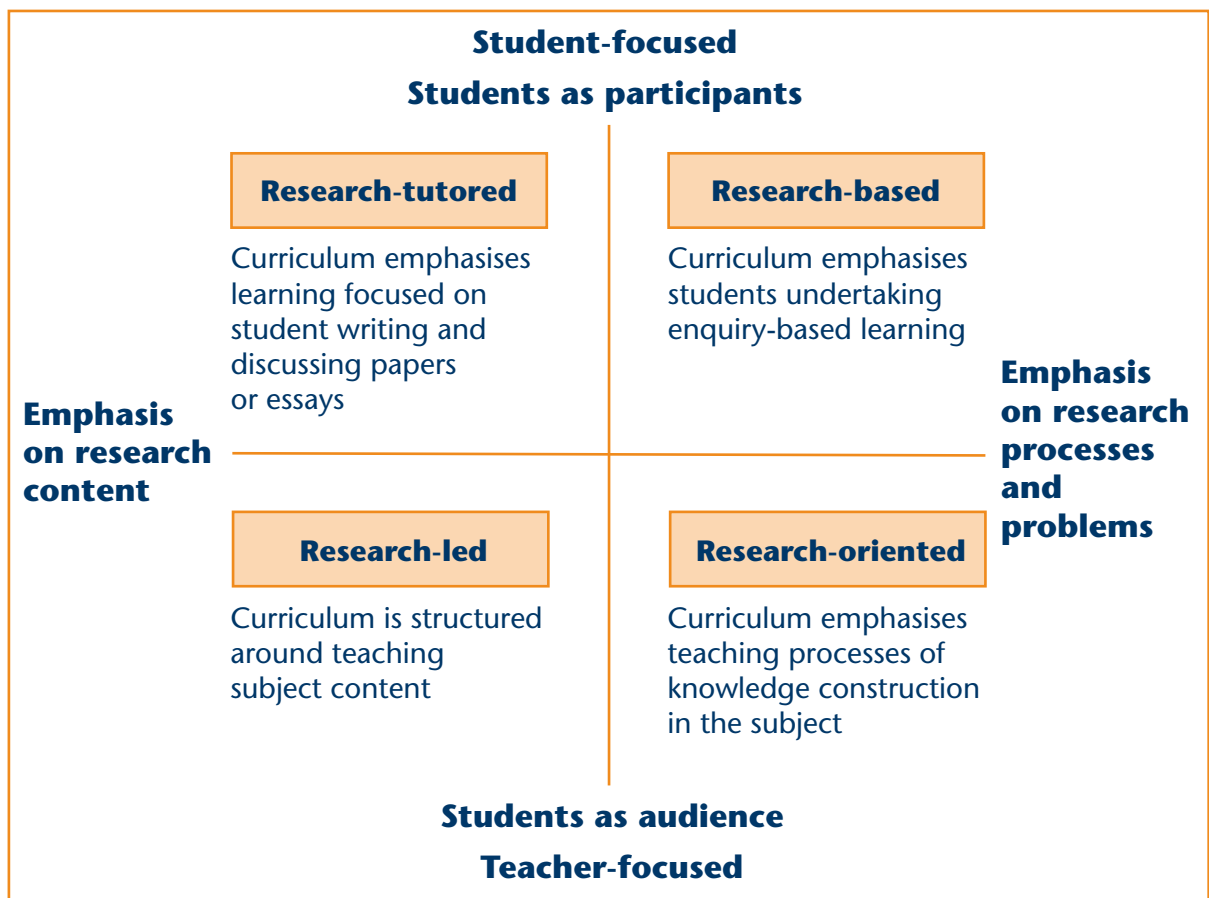 Student-focused
Students as participants
Research-tutored
Curriculum emphasises
learning focused on
student writing and
discussing papers
or essays
Research-based
Curriculum emphasises
students undertaking
enquiry-based learning
Emphasis
on research
content
Emphasis
on research
processes
and
problems
Research-led
Curriculum is structured
around teaching
subject content
Research-oriented
Curriculum emphasises
teaching processes of
knowledge construction
in the subject
Students as audience
Teacher-focused